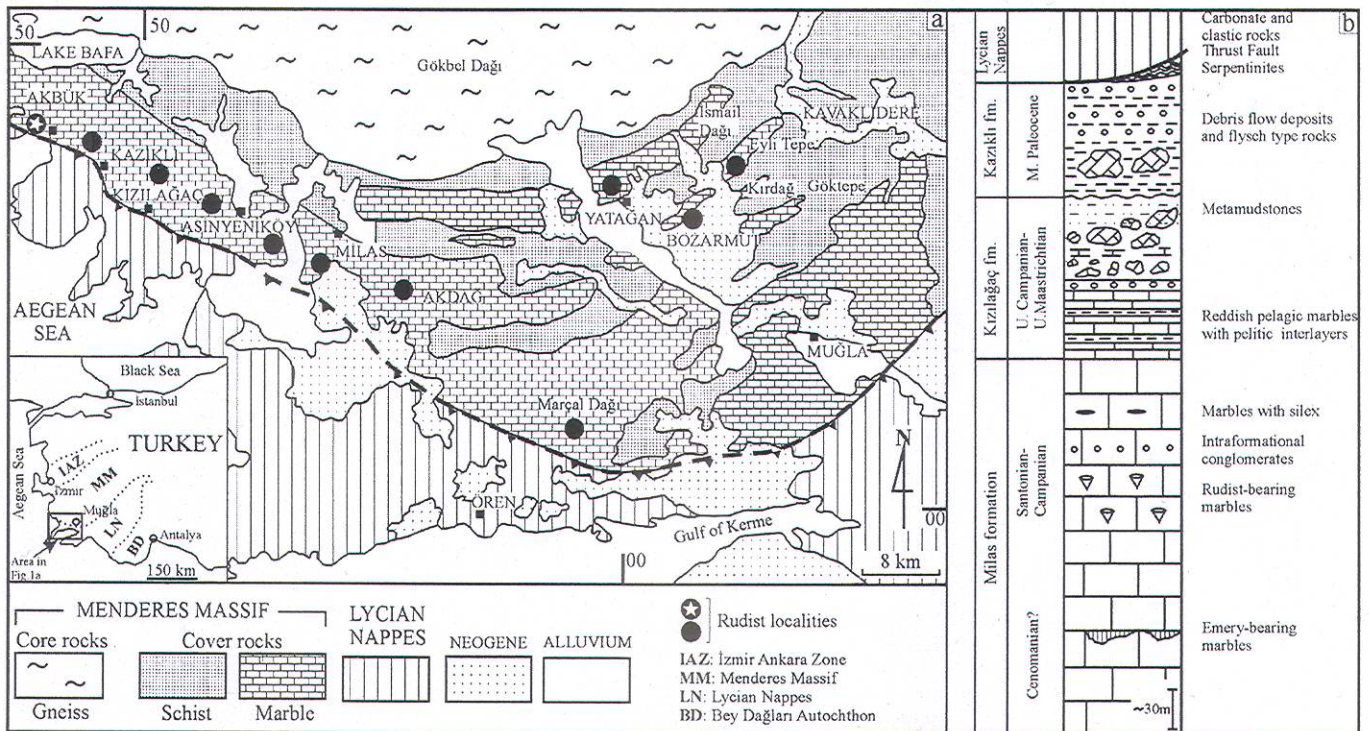 50
50
a
LAKE BAFA
Gökbel Dağı
AKBÜK
KAZIKLI
KIZILAĞAÇ
ASINYENİKÖY
MILAS
AKDAĞ
İsmail
Dağı
KAVAKLIDERE
Eyli Tepe
Kırdağ
Göktepe
YATAĞAN
BOZARMUT
MUĞLA
Marçal Dağı
ÖREN
AEGEAN
SEA
Gulf of Kerme
N
00
00
8 km
Black Sea
İstanbul
TURKEY
Aegean Sea
IAZ
MM
İzmir
Muğla
LN
BD
Antalya
Area in
Fig.1a
150 km
MENDERES MASSIF
Core rocks
Cover rocks
Gneiss
Schist
Marble
LYCIAN
NAPPES
NEOGENE
ALLUVIUM
Rudist localities
IAZ: İzmir Ankara Zone
MM: Menderes Massif
LN: Lycian Nappes
BD: Bey Dağları Autochthon
b
Lycian
Nappes
Carbonate and
clastic rocks
Thrust Fault
Serpentinites
Kazıklı fm.
M. Paleocene
Debris flow deposits
and flysch type rocks
Kızılağaç fm.
U. Campanian-
U.Maastrichtian
Metamudstones
Reddish pelagic marbles
with pelitic interlayers
Milas formation
Santonian-
Campanian
Marbles with silex
Intraformational
conglomerates
Rudist-bearing
marbles
Cenomanian?
Emery-bearing
marbles
~30m